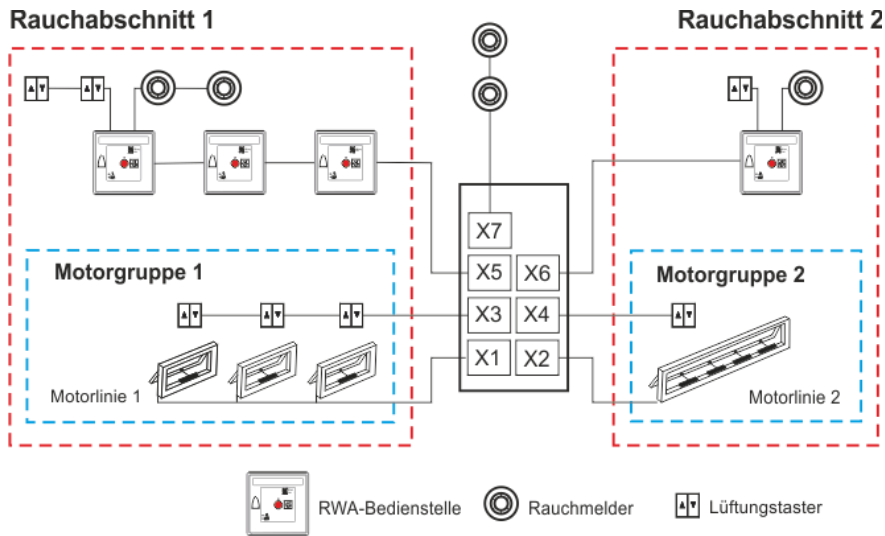 Rauchabschnitt 1
Rauchabschnitt 2
X7
Motorgruppe 1
X5 X6
Motorgruppe 2
X3 X4
X1 X2
Motorlinie 1
Motorlinie 2
RWA-Bedienstelle
Rauchmelder
Lüftungstaster